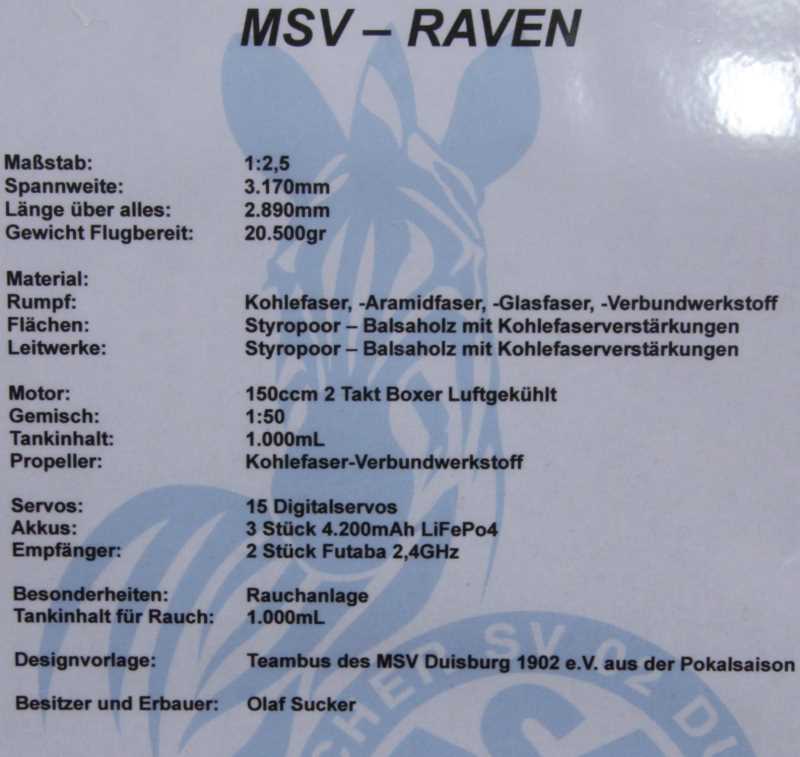 MSV – RAVEN
Maßstab: 1:2,5
Spannweite: 3.170mm
Länge über alles: 2.890mm
Gewicht Flugbereit: 20.500gr
Material:
Rumpf: Kohlefaser, -Aramidfaser, -Glasfaser, -Verbundwerkstoff
Flächen: Styropoor – Balsaholz mit Kohlefaserverstärkungen
Leitwerke: Styropoor – Balsaholz mit Kohlefaserverstärkungen
Motor: 150ccm 2 Takt Boxer Luftgekühlt
Gemisch: 1:50
Tankinhalt: 1.000mL
Propeller: Kohlefaser-Verbundwerkstoff
Servos: 15 Digitalservos
Akkus: 3 Stück 4.200mAh LiFePo4
Empfänger: 2 Stück Futaba 2,4GHz
Besonderheiten: Rauchanlage
Tankinhalt für Rauch: 1.000mL
Designvorlage: Teambus des MSV Duisburg 1902 e.V. aus der Pokalsaison
Besitzer und Erbauer: Olaf Sucker
CHER SV 02 DU